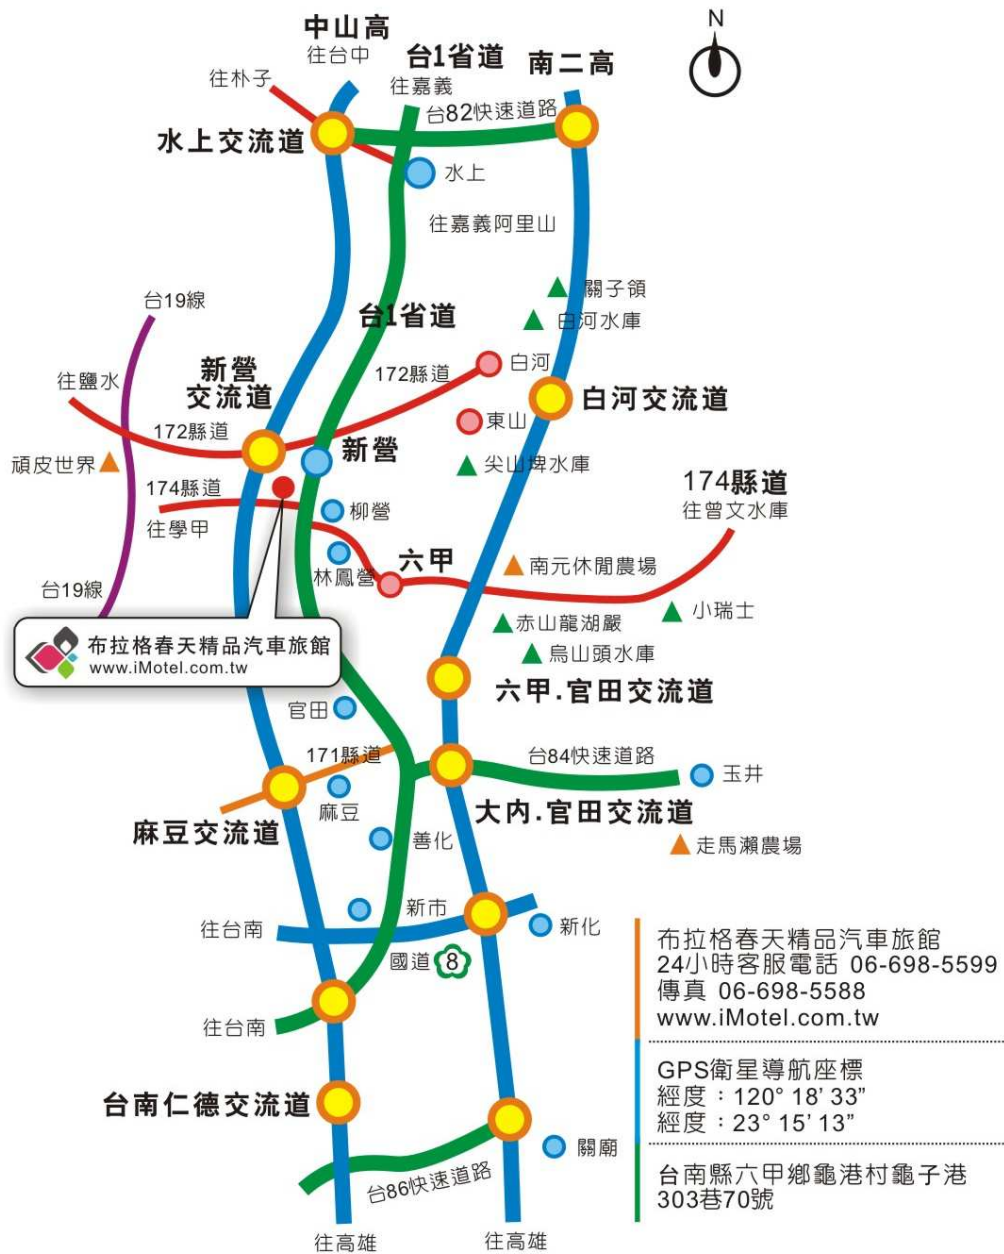 N
中山高
往台中
台1省道
往嘉義
南二高
往朴子
台82快速道路
水上交流道
水上
往嘉義阿里山
關子領
白河水庫
台19線
台1省道
白河
新營
交流道
172縣道
往鹽水
白河交流道
東山
172縣道
新營
頑皮世界
尖山埤水庫
174縣道
174縣道
往曾文水庫
柳營
往學甲
林鳳營
六甲
南元休閒農場
台19線
小瑞士
赤山龍湖嚴
烏山頭水庫
布拉格春天精品汽車旅館
www.iMotel.com.tw
六甲.官田交流道
官田
171縣道
台84快速道路
玉井
麻豆
大内.官田交流道
麻豆交流道
善化
走馬瀨農場
新市
往台南
新化
國道 8
往台南
台南仁德交流道
關廟
台86快速道路
往高雄
往高雄
布拉格春天精品汽車旅館
24小時客服電話 06-698-5599
傳真 06-698-5588
www.iMotel.com.tw
GPS衛星導航座標
經度：120° 18’ 33”
經度：23° 15’ 13”
台南縣六甲鄉龜港村龜子港
303巷70號